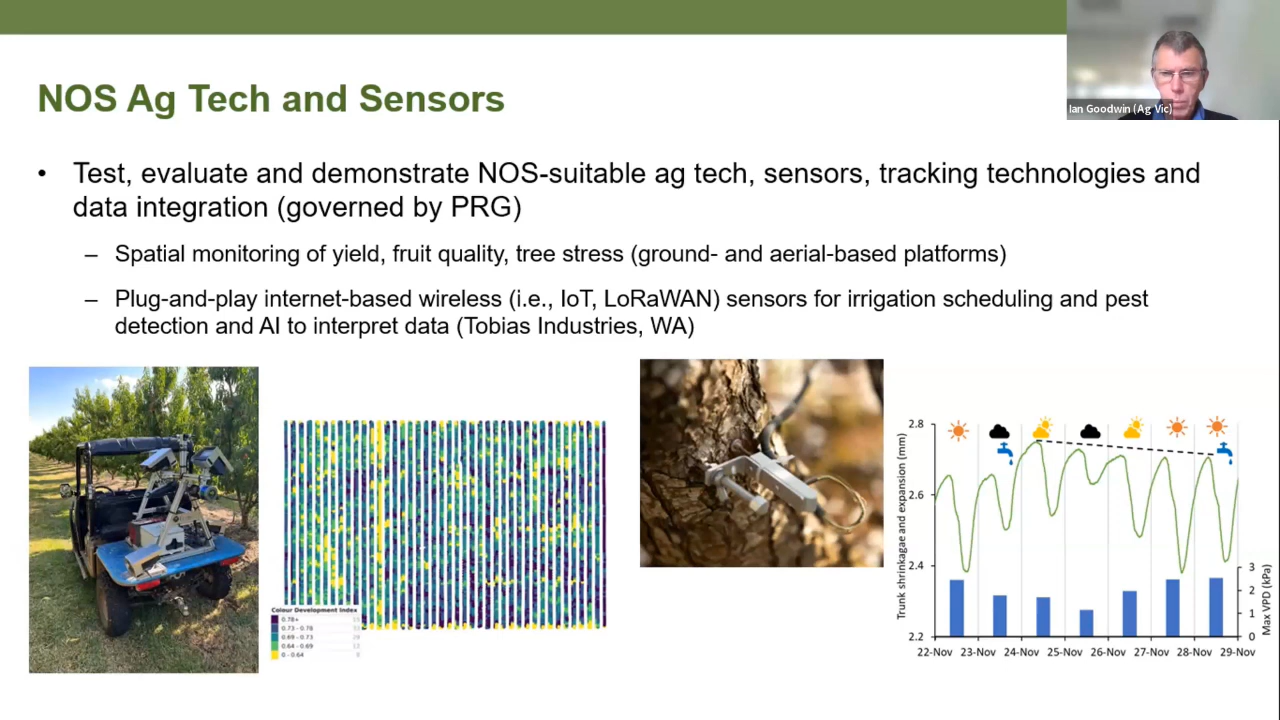 NOS Ag Tech and Sensors
Ian Goodwin (Ag Vic)
• Test, evaluate and demonstrate NOS-suitable ag tech, sensors, tracking technologies and
data integration (governed by PRG)
– Spatial monitoring of yield, fruit quality, tree stress (ground- and aerial-based platforms)
– Plug-and-play internet-based wireless (i.e., IoT, LoRaWAN) sensors for irrigation scheduling and pest
detection and AI to interpret data (Tobias Industries, WA)
Colour Development Index
0.78+
0.73 - 0.78
0.69 - 0.73
0.64 - 0.69
0 - 0.64
Trunk shrinkagae and expansion (mm)
2.8
2.6
2.4
2.2
3
2
1
0
Max VPD (kPa)
22-Nov 23-Nov 24-Nov 25-Nov 26-Nov 27-Nov 28-Nov 29-Nov